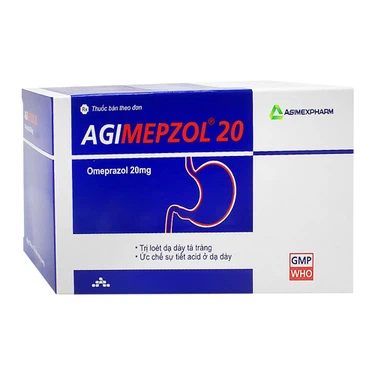 Rx Thuốc bán theo đơn
AGIMEXPHARM
AGIMEPZOL® 20
Omeprazol 20mg
• Trị loét dạ dày tá tràng
• Ức chế sự tiết acid ở dạ dày
GMP
WHO